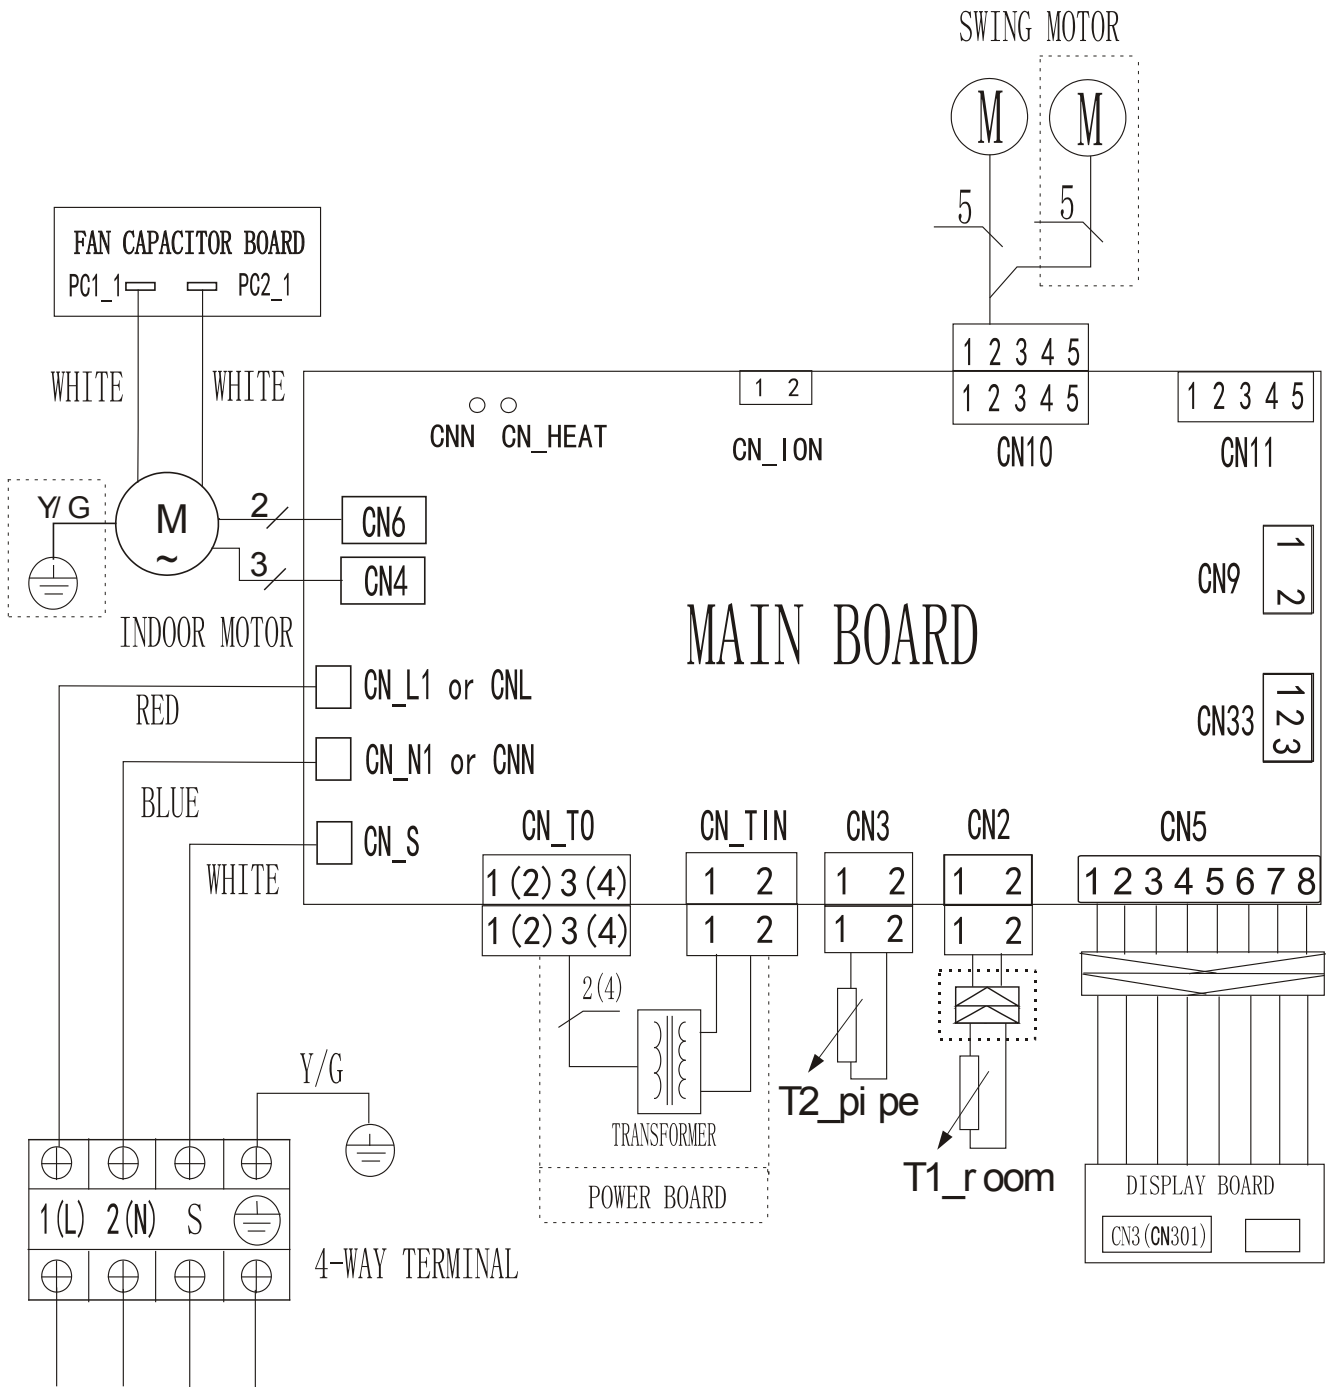 SWING MOTOR
M M
5 5
FAN CAPACITOR BOARD
PC1_1 PC2_1
WHITE WHITE
1 2 3 4 5
1 2
1 2 3 4 5
1 2 3 4 5
CNN CN_HEAT
CN_ION
CN10
CN11
Y/G
M
~
2
CN6
3
CN4
INDOOR MOTOR
CN9
1 2
MAIN BOARD
CN_L1 or CNL
RED
CN33
1 2 3
CN_N1 or CNN
BLUE
CN_S
WHITE
CN_TO
CN_TIN
CN3
CN2
CN5
1(2)3(4)
1 2
1 2
1 2
1 2 3 4 5 6 7 8
1(2)3(4)
1 2
1 2
1 2
2(4)
Y/G
T2_pipe
TRANSFORMER
T1_room
POWER BOARD
DISPLAY BOARD
CN3(CN301)
1(L) 2(N) S
4-WAY TERMINAL